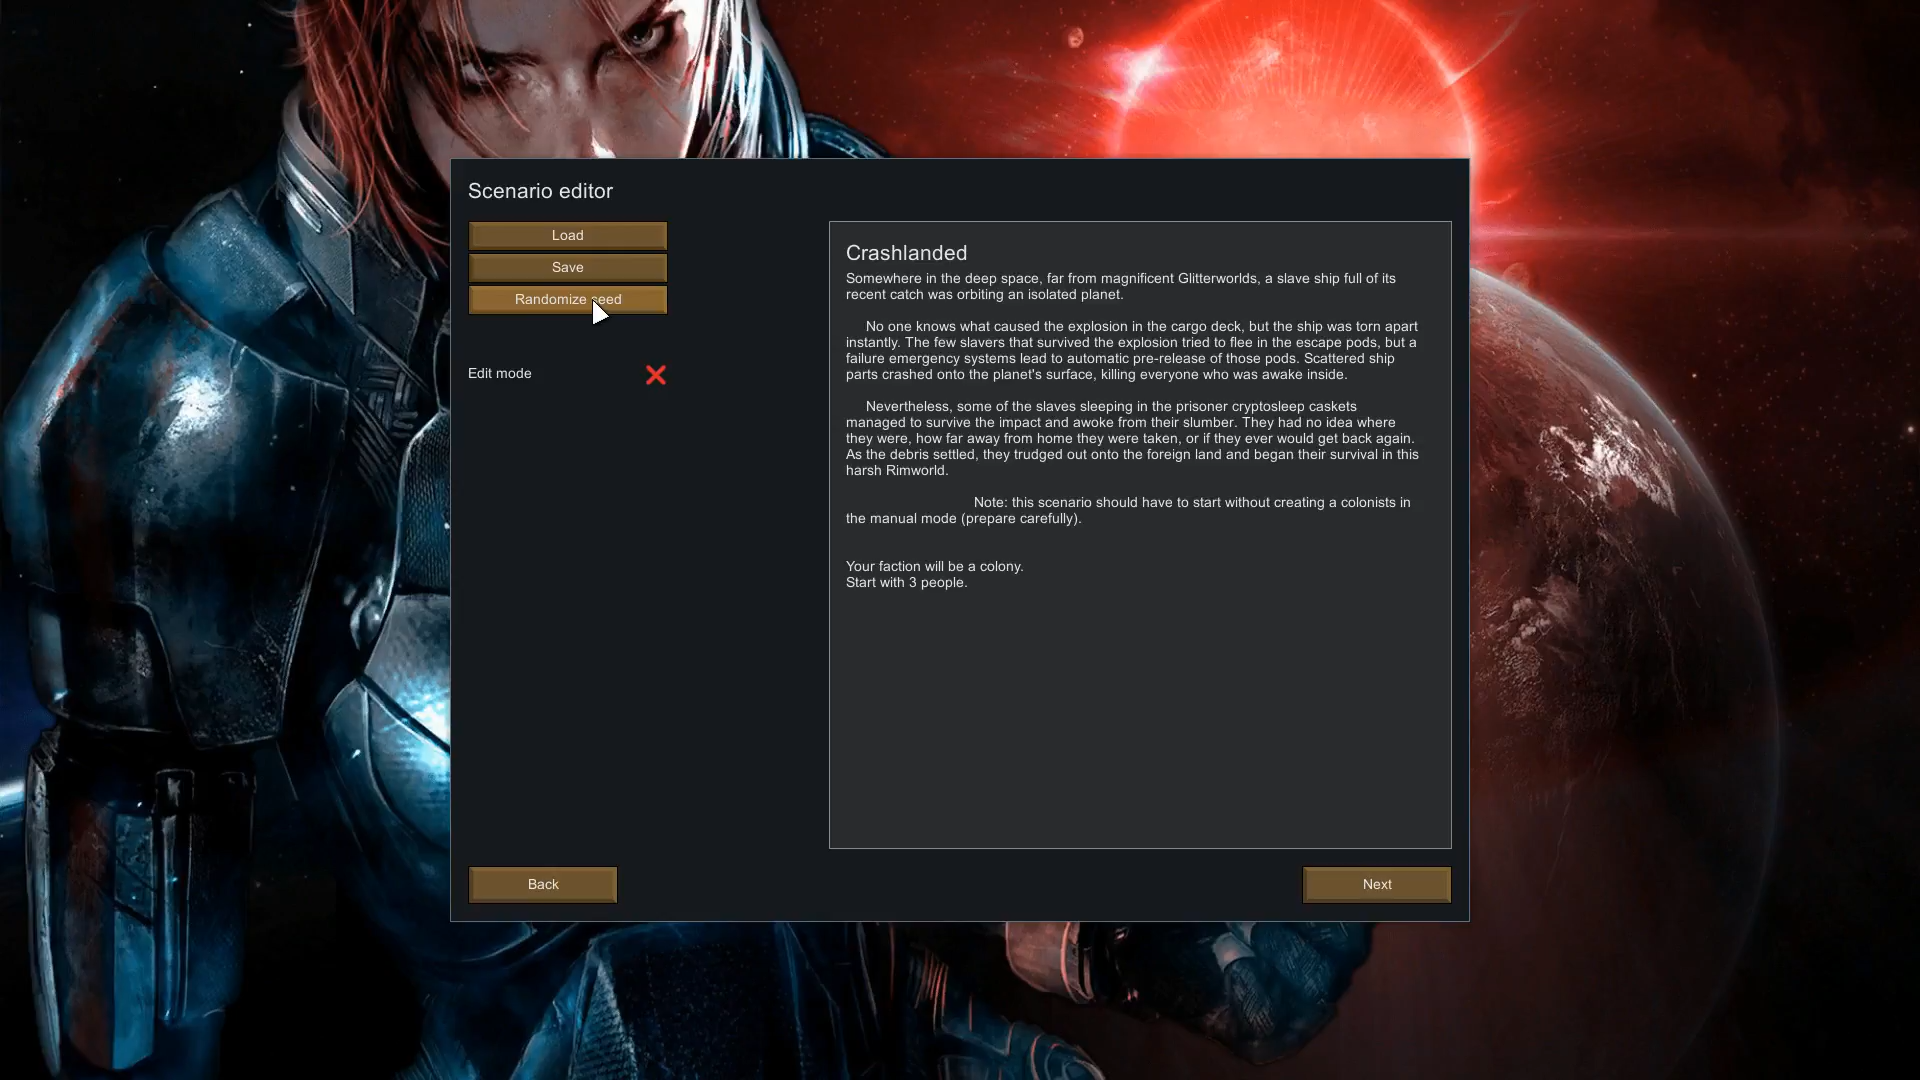 Scenario editor
Load
Save
Randomize seed
Edit mode
Crashlanded
Somewhere in the deep space, far from magnificent Glitterworlds, a slave ship full of its
recent catch was orbiting an isolated planet.
No one knows what caused the explosion in the cargo deck, but the ship was torn apart
instantly. The few slavers that survived the explosion tried to flee in the escape pods, but a
failure emergency systems lead to automatic pre-release of those pods. Scattered ship
parts crashed onto the planet's surface, killing everyone who was awake inside.
Nevertheless, some of the slaves sleeping in the prisoner cryptosleep caskets
managed to survive the impact and awoke from their slumber. They had no idea where
they were, how far away from home they were taken, or if they ever would get back again.
As the debris settled, they trudged out onto the foreign land and began their survival in this
harsh Rimworld.
Note: this scenario should have to start without creating a colonists in
the manual mode (prepare carefully).
Your faction will be a colony.
Start with 3 people.
Back
Next